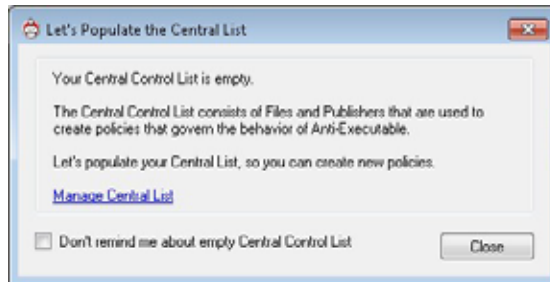 Let's Populate the Central List
Your Central Control List is empty.
The Central Control List consists of Files and Publishers that are used to
create policies that govern the behavior of Anti-Executable.
Let's populate your Central List, so you can create new policies.
Manage Central List
Don't remind me about empty Central Control List
Close